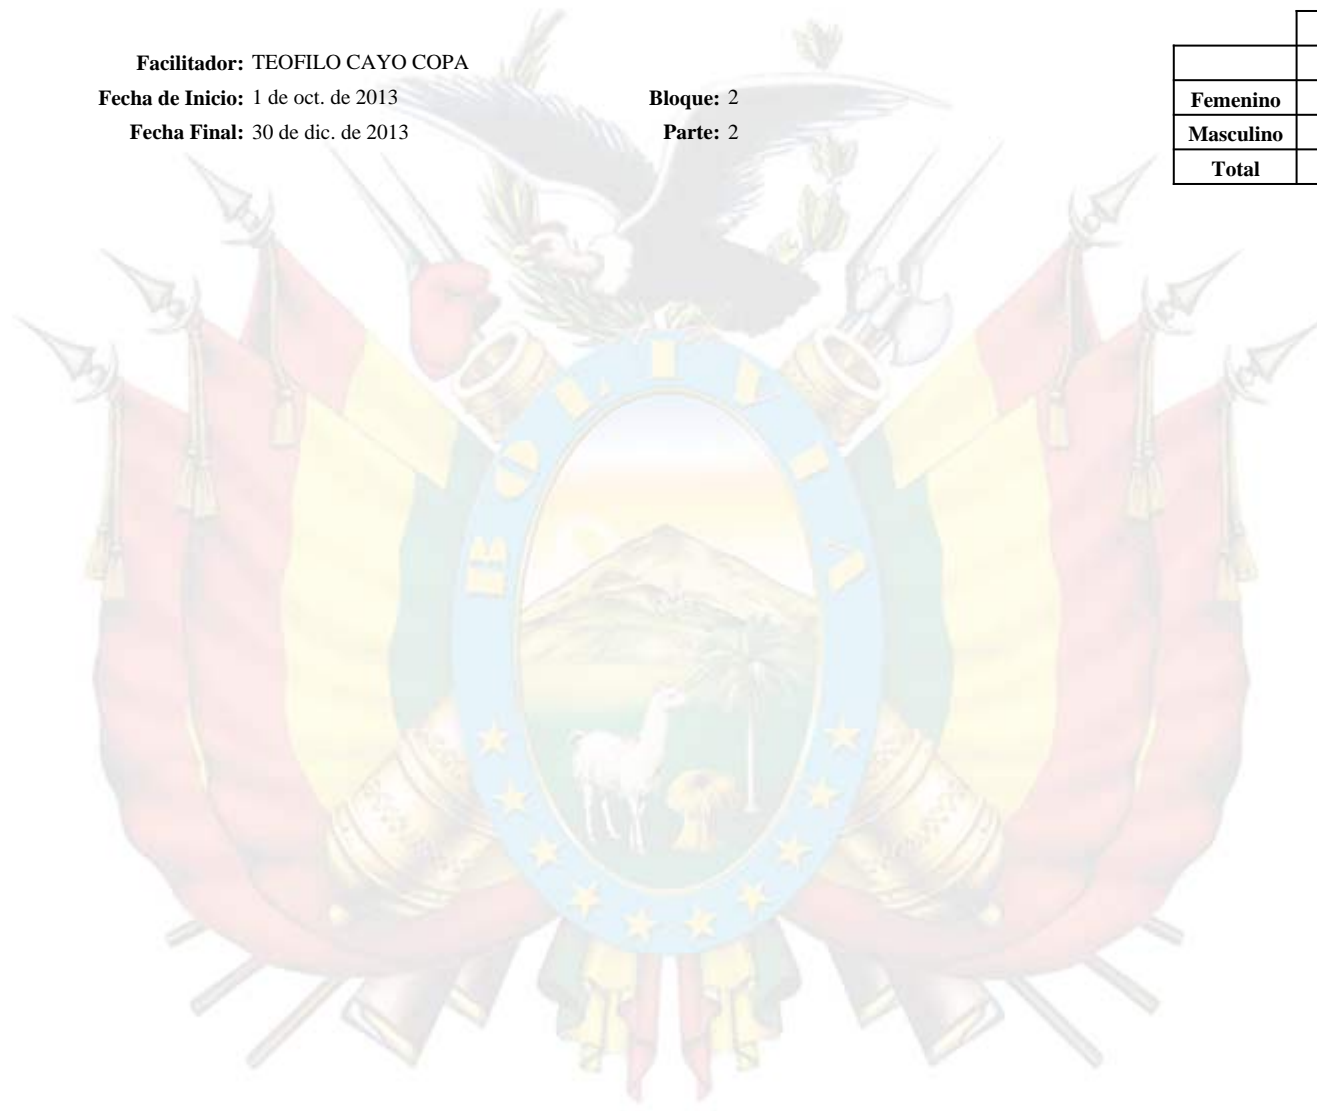 Facilitador: TEOFILO CAYO COPA
Fecha de Inicio: 1 de oct. de 2013 Bloque: 2
Fecha Final: 30 de dic. de 2013 Parte: 2
Femenino
Masculino
Total
BOLIVIA